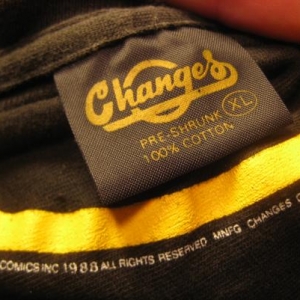 Changes
PRE-SHRUNK XL
100% COTTON
COMICS INC 1988 ALL RIGHTS RESERVED MNFG CHANGES